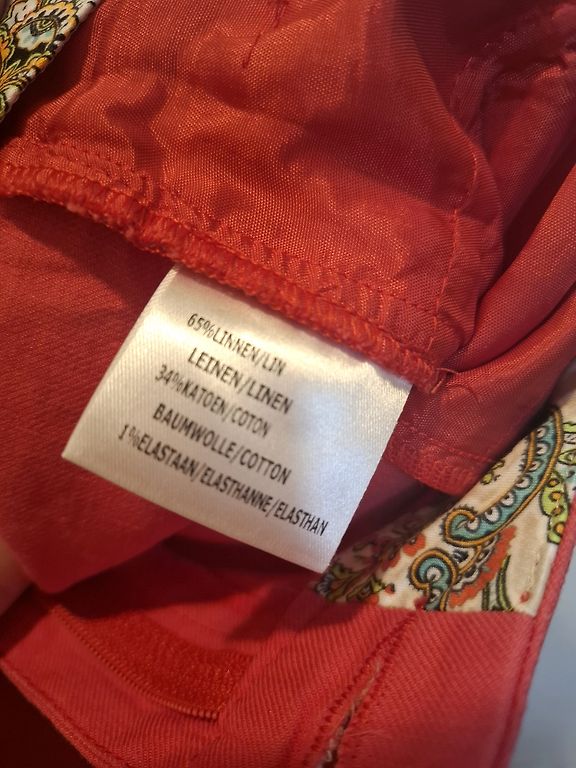 65%LINNEN/LIN
LEINEN/LINEN
34%KATOEN/COTON
BAUMWOLLE/COTTON
1%ELASTAAN/ELASTHANNE/ELASTHAN